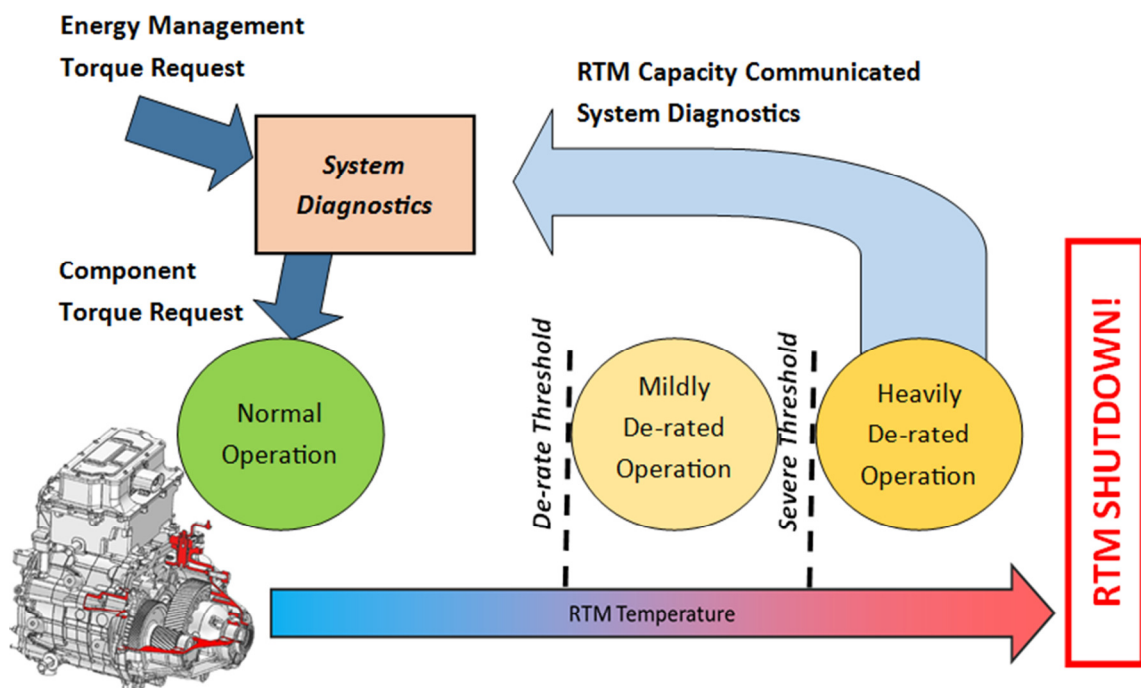 Energy Management
Torque Request
RTM Capacity Communicated
System Diagnostics
System
Diagnostics
Component
Torque Request
Normal
Operation
De-rate Threshold
Mildly
De-rated
Operation
Severe Threshold
Heavily
De-rated
Operation
RTM SHUTDOWN!
RTM Temperature